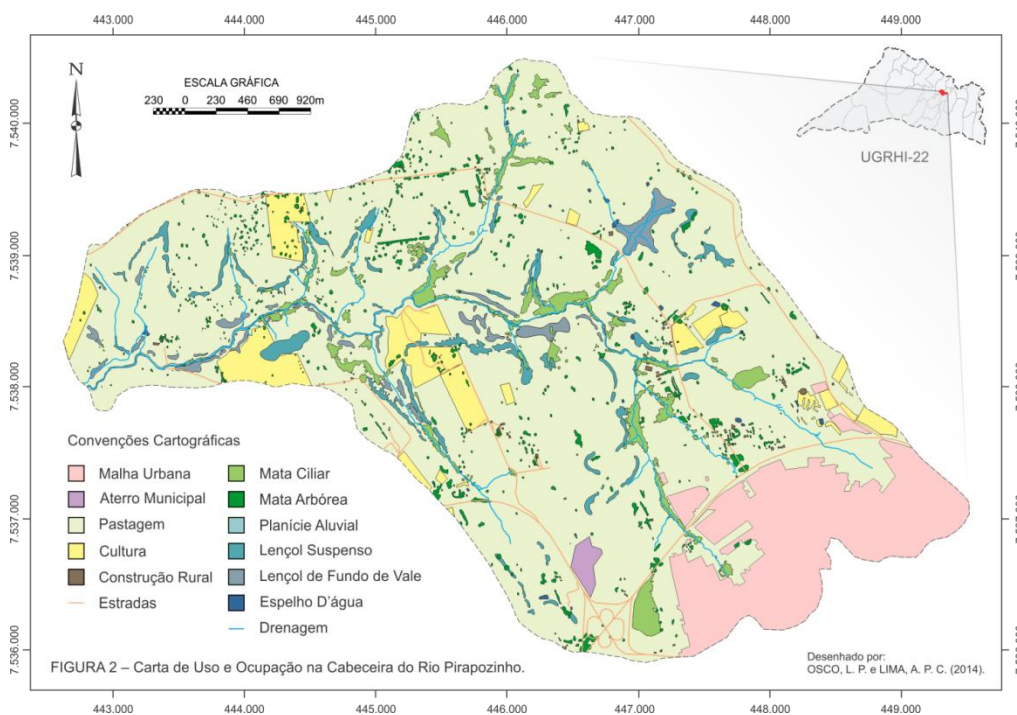 443.000 444.000 445.000 446.000 447.000 448.000 449.000
N
ESCALA GRÁFICA
230 0 230 460 690 920m
UGRHI-22
7.540.000
7.539.000
7.538.000
7.537.000
7.536.000
Convenções Cartográficas
Malha Urbana
Aterro Municipal
Pastagem
Cultura
Construção Rural
Estradas
Mata Ciliar
Mata Arbórea
Planície Aluvial
Lençol Suspenso
Lençol de Fundo de Vale
Espelho D'água
Drenagem
FIGURA 2 – Carta de Uso e Ocupação na Cabeceira do Rio Pirapozinho.
Desenhado por:
OSCO, L. P. e LIMA, A. P. C. (2014).
443.000 444.000 445.000 446.000 447.000 448.000 449.000